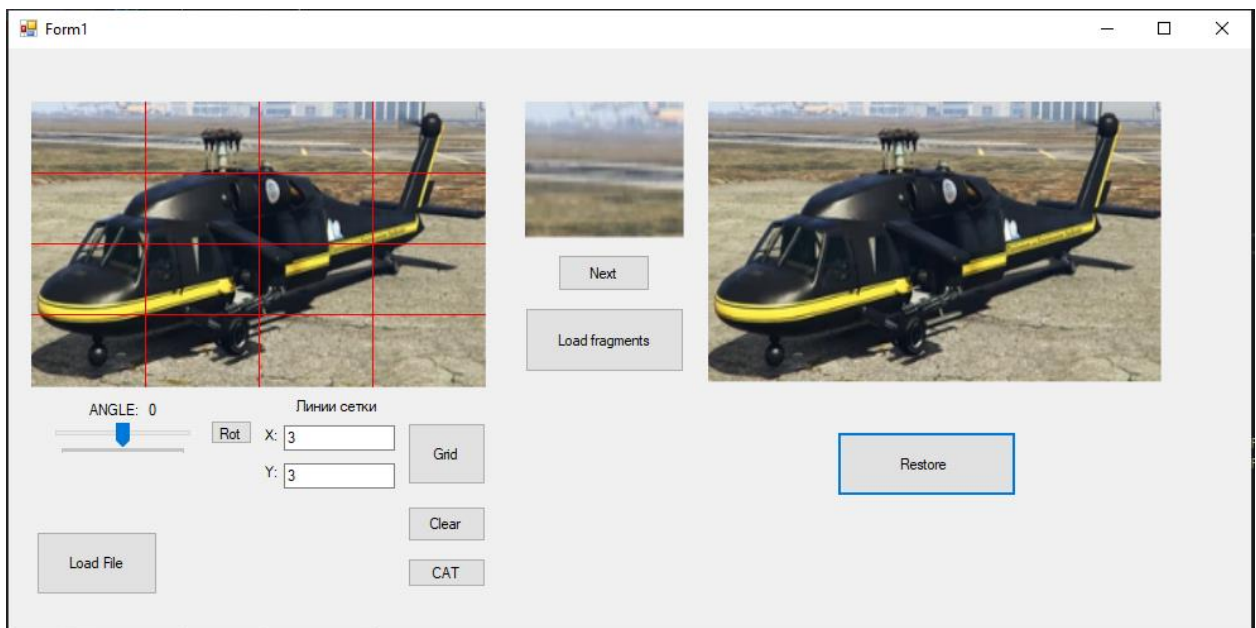 Form1
Next
Load fragments
ANGLE: 0
Линии сетки
Rot
X: 3
Grid
Y: 3
Restore
Clear
Load File
CAT